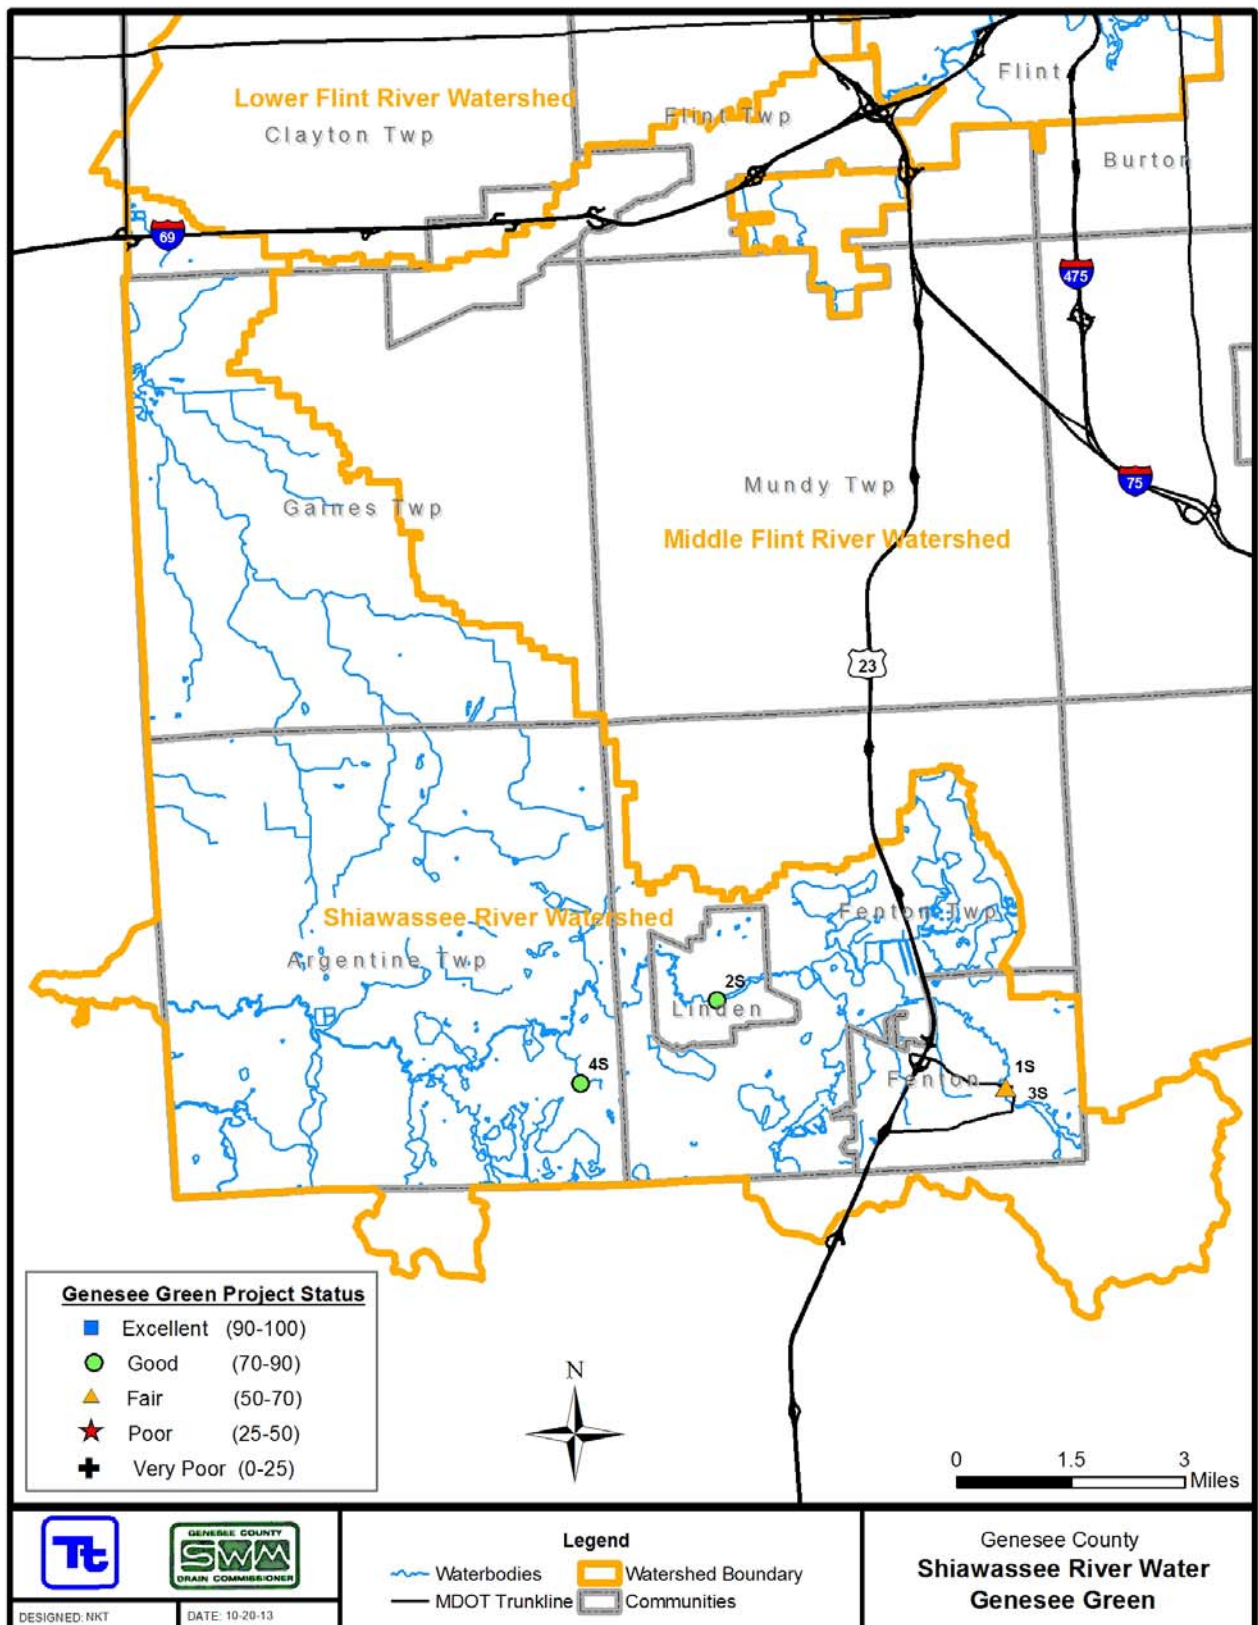 Flint
Lower Flint River Watershed
Flint Twp
Clayton Twp
Burton
69
475
75
Mundy Twp
Gaines Twp
Middle Flint River Watershed
23
Fenton Twp
Shiawassee River Watershed
Argentine Twp
2S
Linden
4S
1S
Fenton
3S
Genesee Green Project Status
Excellent (90-100)
Good (70-90)
Fair (50-70)
Poor (25-50)
Very Poor (0-25)
N
0 1.5 3
Miles
Tt
GENESEE COUNTY
SWM
DRAIN COMMISSIONER
DESIGNED: NKT
DATE: 10-20-13
Legend
Waterbodies
Watershed Boundary
MDOT Trunkline
Communities
Genesee County
Shiawassee River Water
Genesee Green